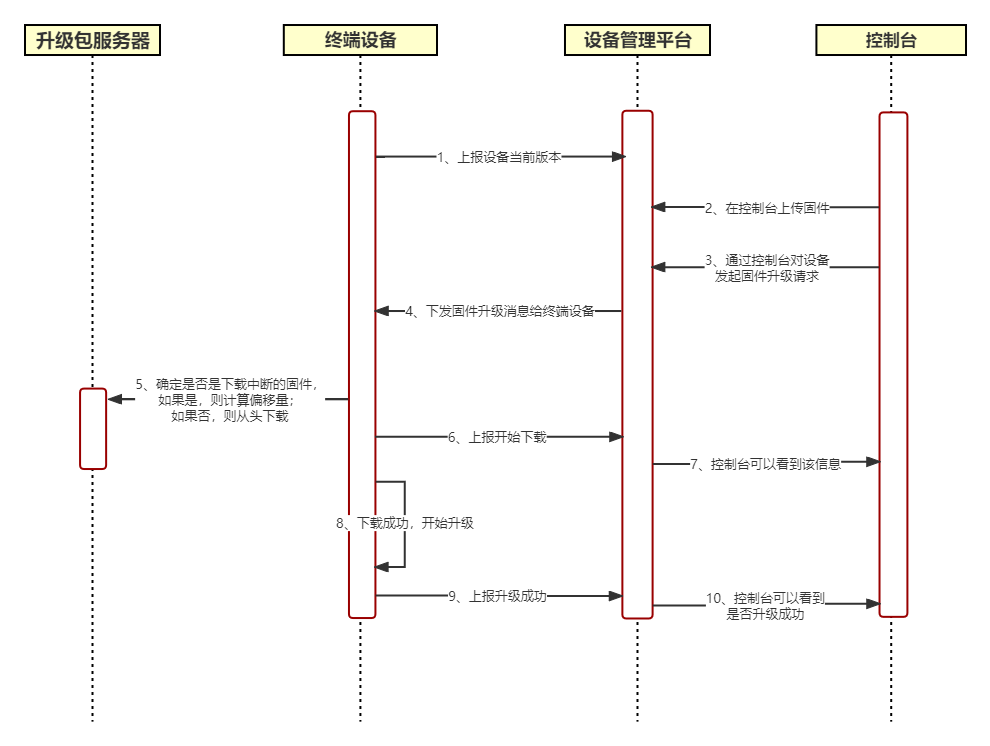 升级包服务器
终端设备
设备管理平台
控制台
1、上报设备当前版本
2、在控制台上传固件
3、通过控制台对设备
发起固件升级请求
4、下发固件升级消息给终端设备
5、确定是否是下载中断的固件，
如果是，则计算偏移量；
如果否，则从头下载
6、上报开始下载
7、控制台可以看到该信息
8、下载成功，开始升级
9、上报升级成功
10、控制台可以看到
是否升级成功